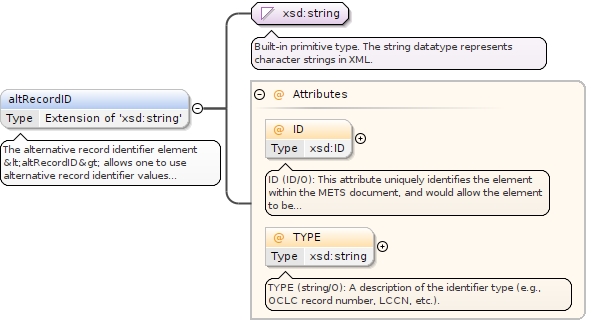 xsd:string
Built-in primitive type. The string datatype represents
character strings in XML.
altRecordID
Type Extension of 'xsd:string'
The alternative record identifier element
&lt;altRecordID&gt; allows one to use
alternative record identifier values...
@ Attributes
@ ID
Type xsd:ID
ID (ID/O): This attribute uniquely identifies the element
within the METS document, and would allow the element
to be...
@ TYPE
Type xsd:string
TYPE (string/O): A description of the identifier type (e.g.,
OCLC record number, LCCN, etc.).